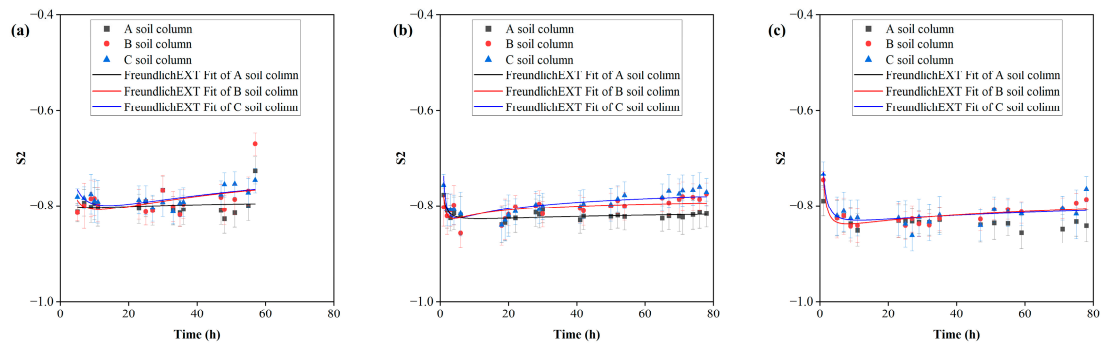 (a)
A soil column
B soil column
C soil column
FreundlichEXT Fit of A soil column
FreundlichEXT Fit of B soil column
FreundlichEXT Fit of C soil column
S2
−0.4
−0.6
−0.8
−1.0
0
20
40
60
80
Time (h)
(b)
A soil column
B soil column
C soil column
FreundlichEXT Fit of A soil column
FreundlichEXT Fit of B soil column
FreundlichEXT Fit of C soil column
S2
−0.4
−0.6
−0.8
−1.0
0
20
40
60
80
Time (h)
(c)
A soil column
B soil column
C soil column
FreundlichEXT Fit of A soil column
FreundlichEXT Fit of B soil column
FreundlichEXT Fit of C soil column
S2
−0.4
−0.6
−0.8
−1.0
0
20
40
60
80
Time (h)